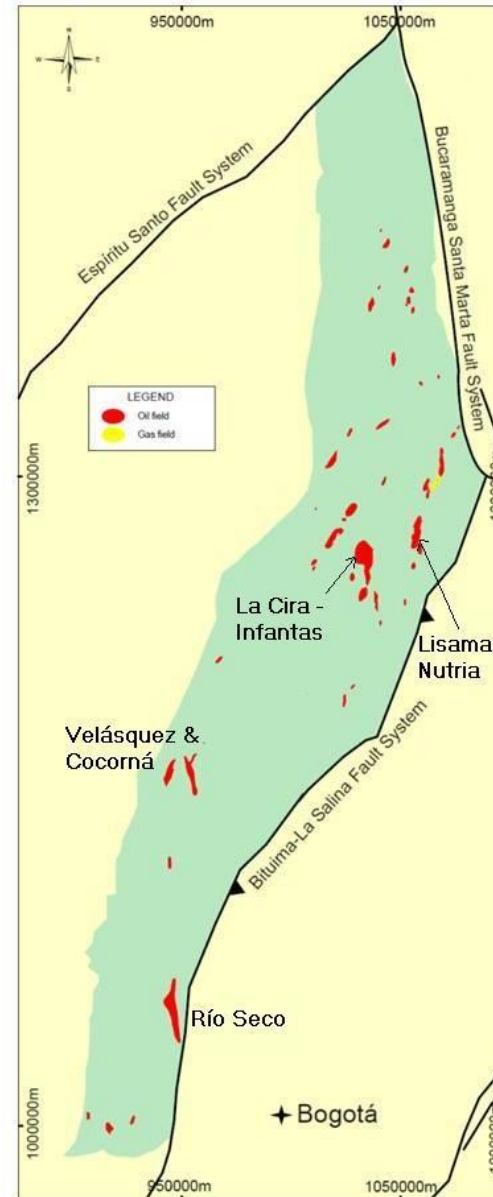 950000m
1050000m
N
W
E
S
Espíritu Santo Fault System
Bucaramanga Santa Marta Fault System
LEGEND
Oil field
Gas field
1300000m
La Cira -
Infantas
Lisama
Nutria
Velásquez &
Cocorná
Bituima-La Salina Fault System
Río Seco
Bogotá
1000000m
950000m
1050000m